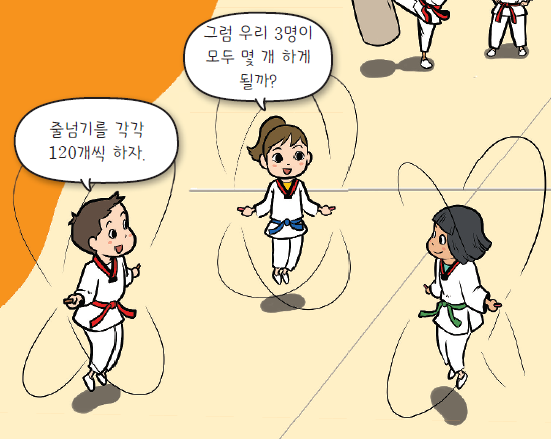 줄넘기를 각각
120개씩 하자.
그럼 우리 3명이
모두 몇 개 하게
될까?